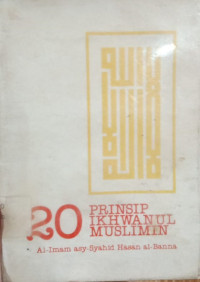 20 PRINSIP
IKHWANUL
MUSLIMIN
Al-Imam asy-Syahid Hasan al-Banna